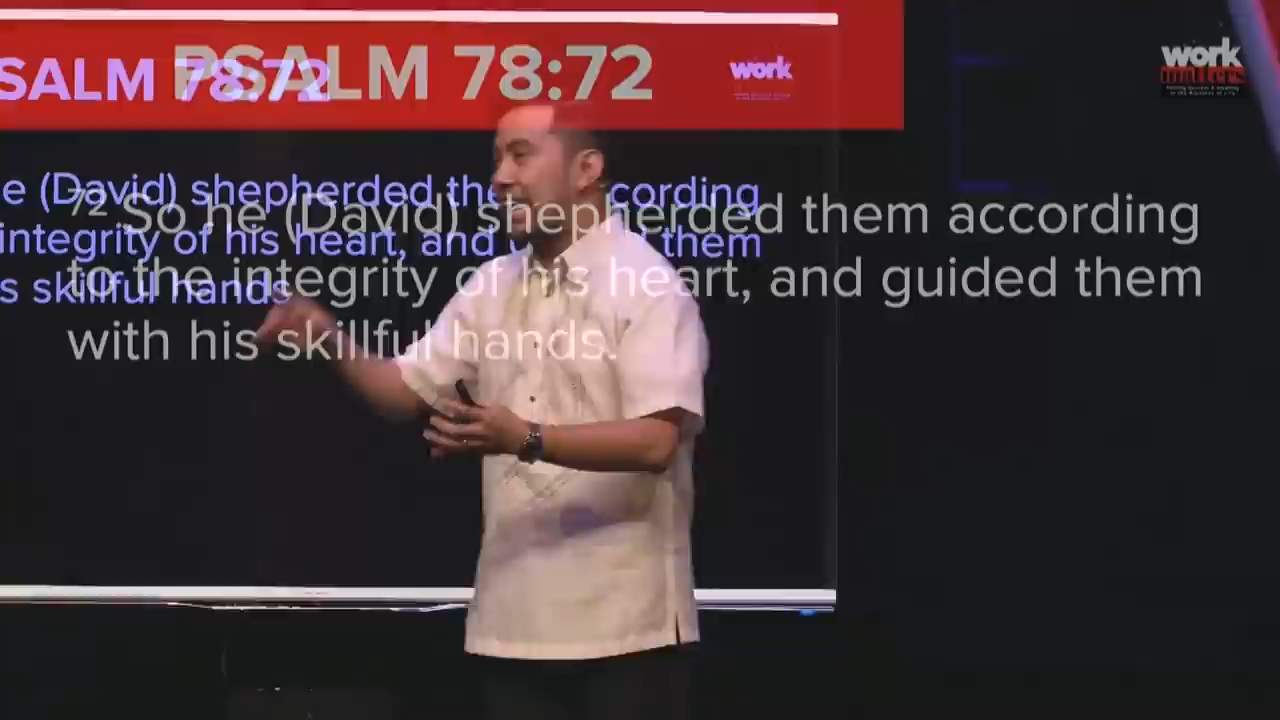 PSALM 78:72
72 So he (David) shepherded them according
to the integrity of his heart, and guided them
with his skillful hands.
SALM 78:72
work
e (David) shepherded the cording
integrity of his heart, and them
s skillful hands
work
matters